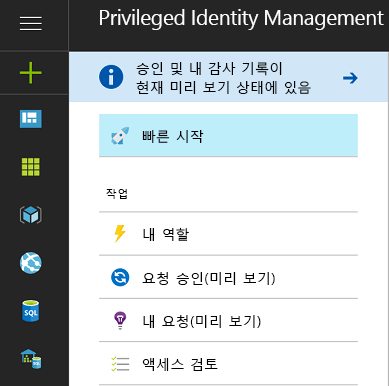 Privileged Identity Management
승인 및 내 감사 기록이
현재 미리 보기 상태에 있음
빠른 시작
작업
내 역할
요청 승인(미리 보기)
내 요청(미리 보기)
액세스 검토
SQL